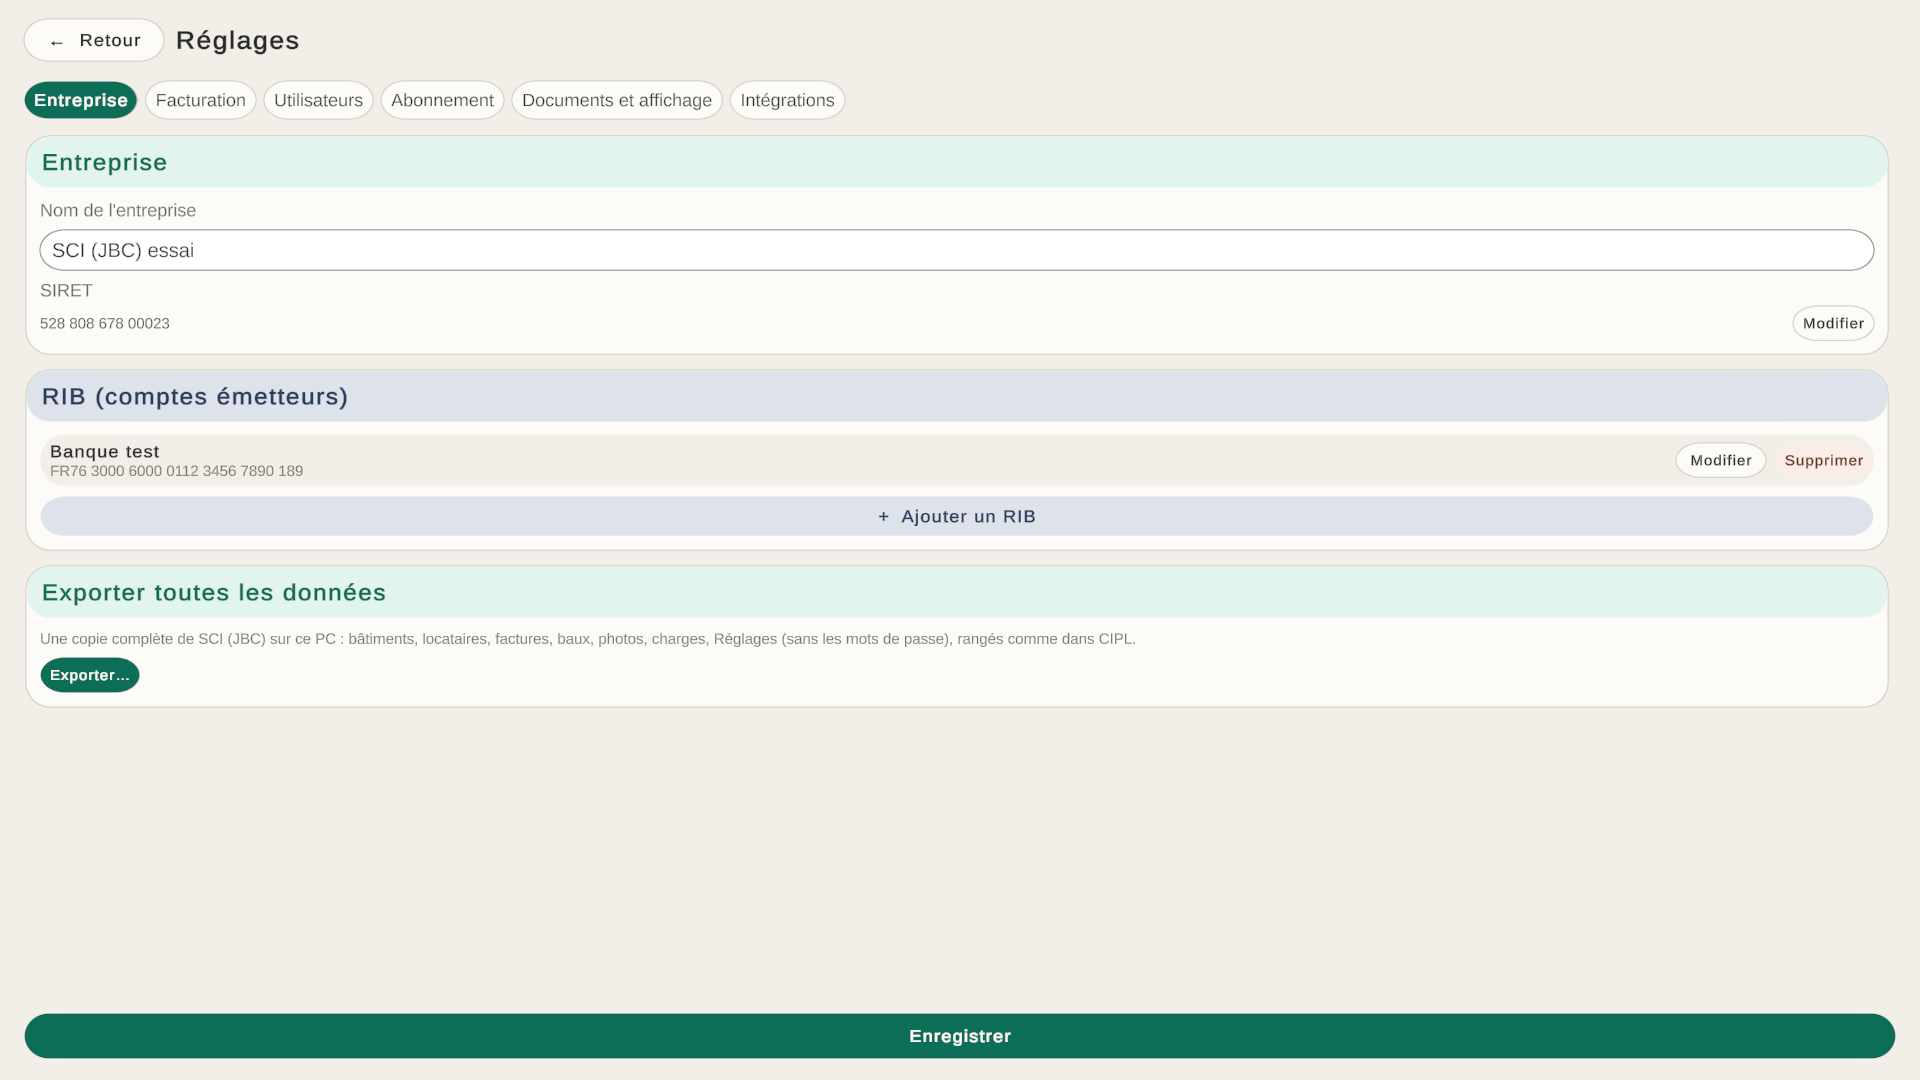 ← Retour Réglages
Entreprise Facturation Utilisateurs Abonnement Documents et affichage Intégrations
Entreprise
Nom de l'entreprise
SCI (JBC) essai
SIRET
528 808 678 00023 Modifier
RIB (comptes émetteurs)
Banque test
FR76 3000 6000 0112 3456 7890 189
Modifier Supprimer
+ Ajouter un RIB
Exporter toutes les données
Une copie complète de SCI (JBC) sur ce PC : bâtiments, locataires, factures, baux, photos, charges, Réglages (sans les mots de passe), rangés comme dans CIPL.
Exporter...
Enregistrer